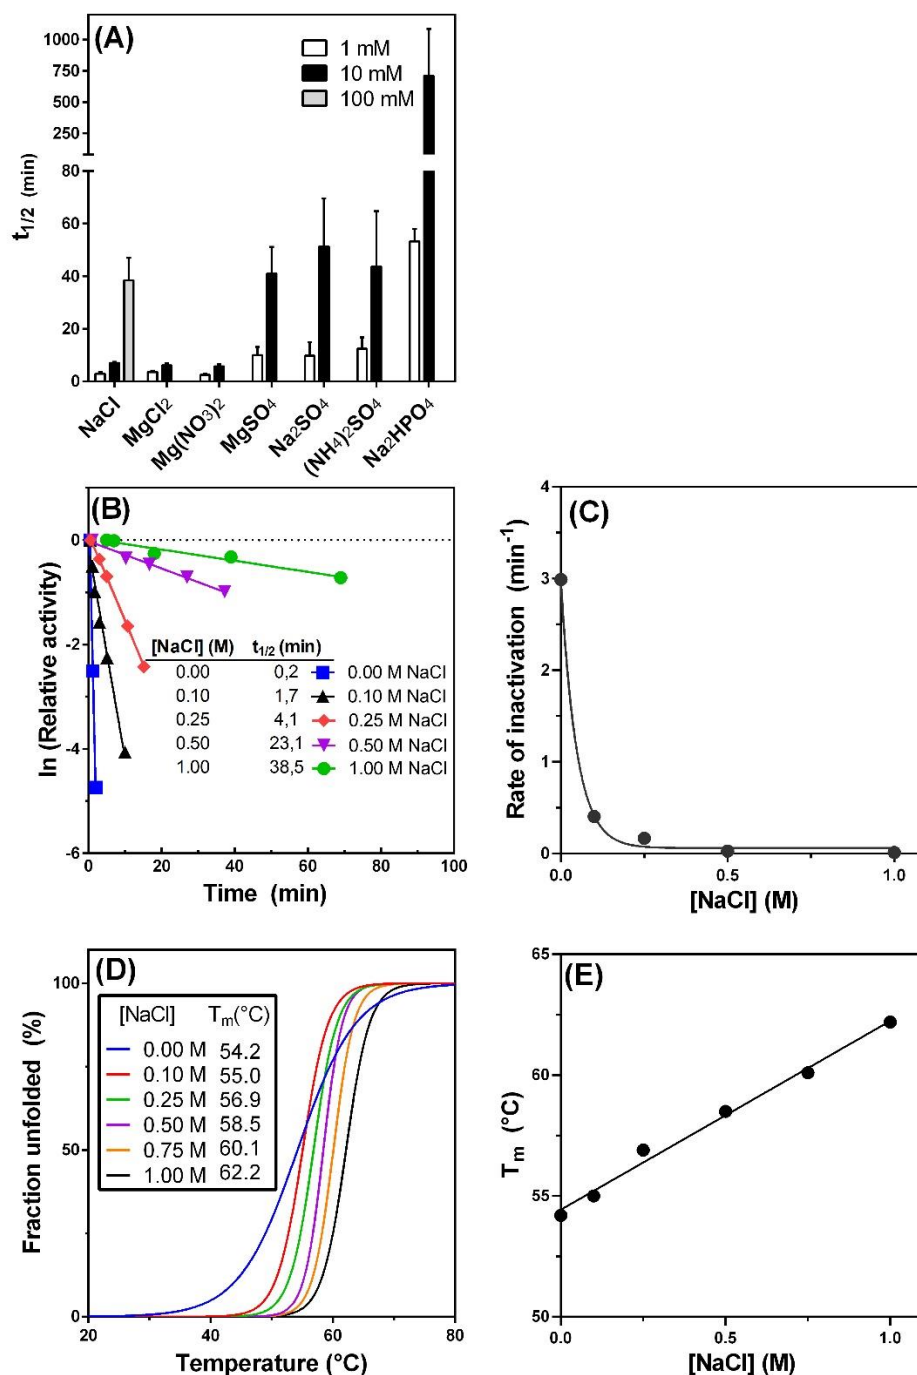 (A)
1 mM
10 mM
100 mM
1000
750
500
250
80
60
40
20
0
t1/2 (min)
NaCl
MgCl2
Mg(NO3)2
MgSO4
Na2SO4
(NH4)2SO4
Na2HPO4
(B)
0
-2
-4
-6
ln (Relative activity)
[NaCl] (M) t1/2 (min)
0.00 0,2 0.00 M NaCl
0.10 1,7 0.10 M NaCl
0.25 4,1 0.25 M NaCl
0.50 23,1 0.50 M NaCl
1.00 38,5 1.00 M NaCl
0 20 40 60 80 100
Time (min)
(C)
4
3
2
1
0
Rate of inactivation (min-1)
0.0 0.5 1.0
[NaCl] (M)
(D)
100
50
0
Fraction unfolded (%)
[NaCl] Tm(°C)
0.00 M 54.2
0.10 M 55.0
0.25 M 56.9
0.50 M 58.5
0.75 M 60.1
1.00 M 62.2
20 40 60 80
Temperature (°C)
(E)
65
60
55
50
Tm (°C)
0.0 0.5 1.0
[NaCl] (M)